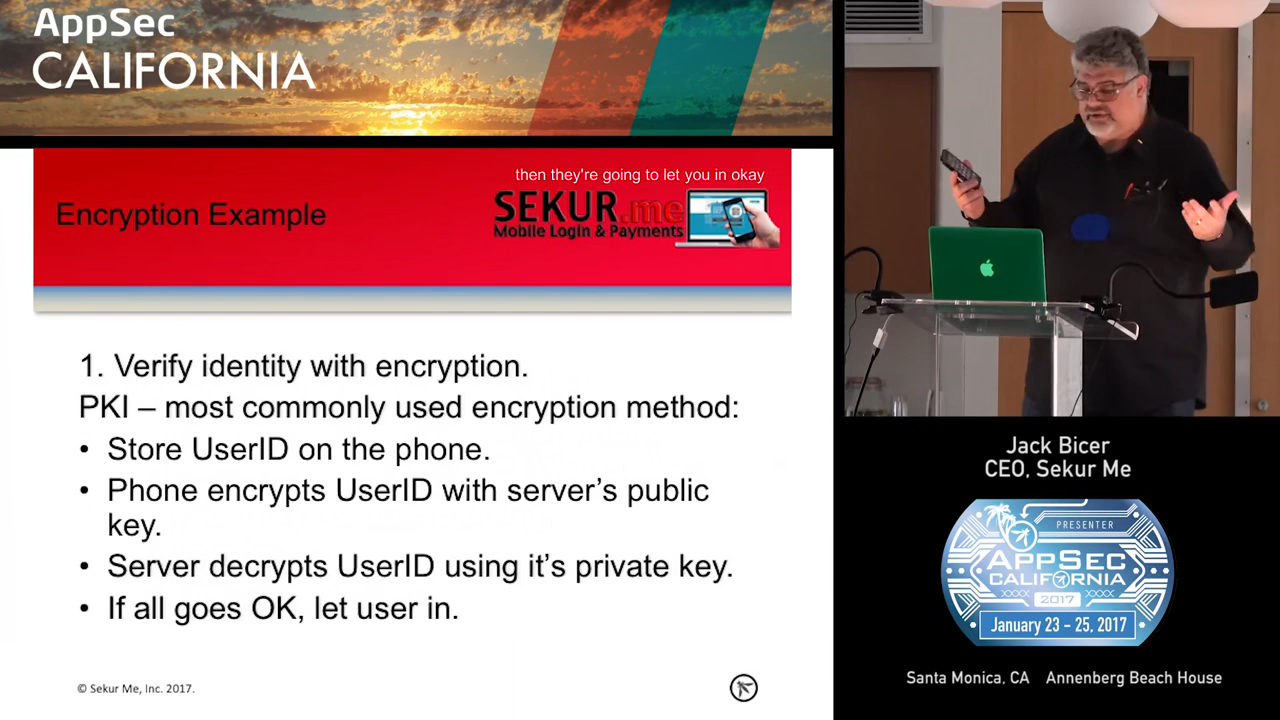 AppSec
CALIFORNIA
then they're going to let you in okay
Encryption Example
SEKUR.me
Mobile Login & Payments
1. Verify identity with encryption.
PKI – most commonly used encryption method:
• Store UserID on the phone.
• Phone encrypts UserID with server's public
key.
• Server decrypts UserID using it's private key.
• If all goes OK, let user in.
© Sekur Me, Inc. 2017.
Jack Bicer
CEO, Sekur Me
PRESENTER
APPSEC
CALIFORNIA
2017
January 23 – 25, 2017
Santa Monica, CA Annenberg Beach House